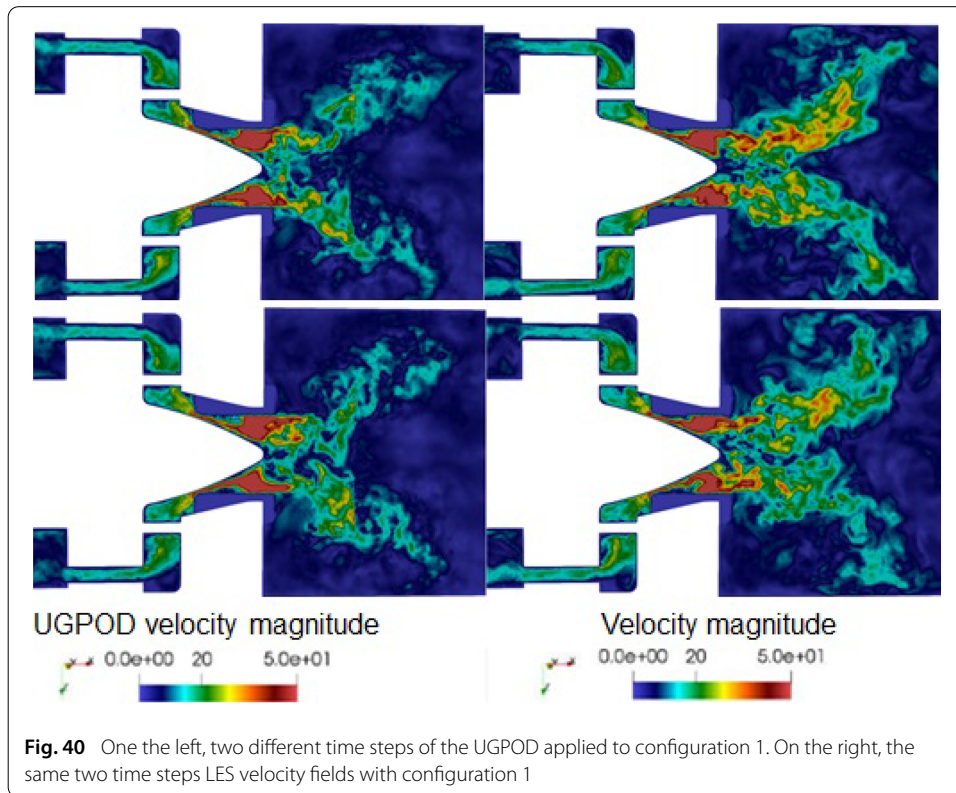 UGPOD velocity magnitude
0.0e+00 20 5.0e+01
Velocity magnitude
0.0e+00 20 5.0e+01
Fig. 40 One the left, two different time steps of the UGPOD applied to configuration 1. On the right, the
same two time steps LES velocity fields with configuration 1